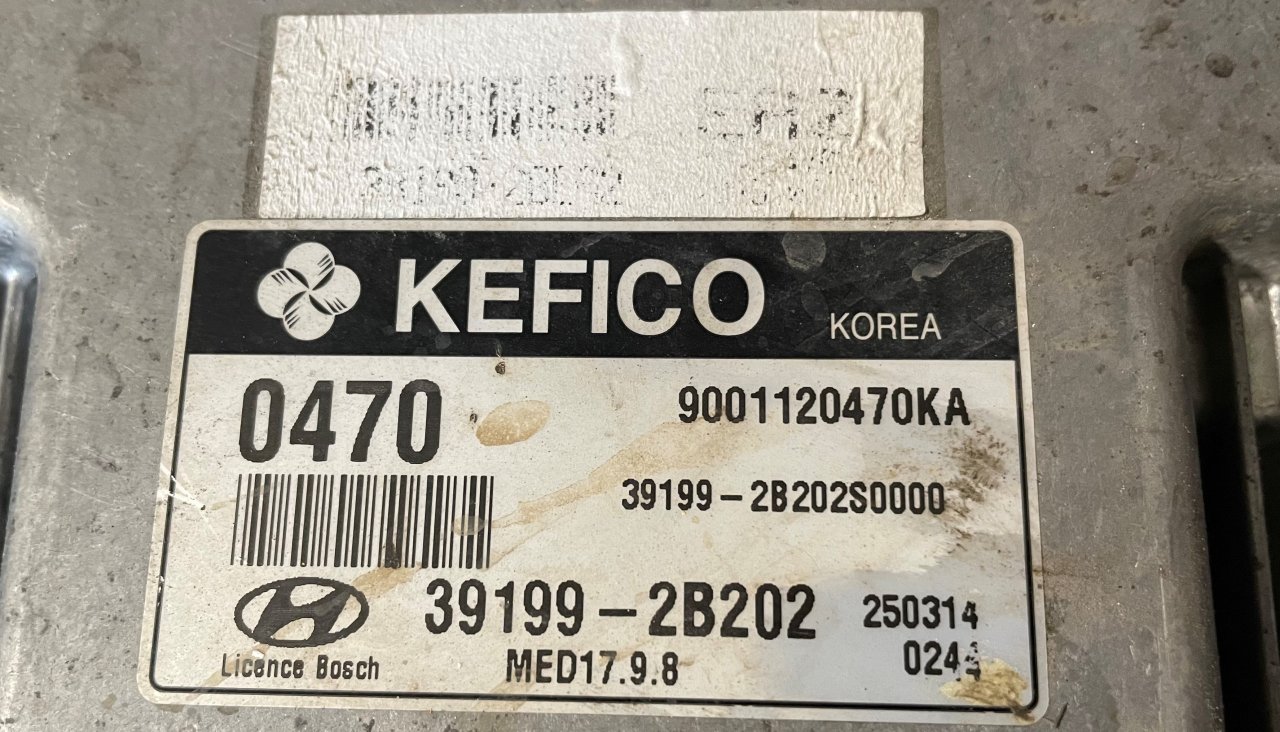 KEFICO KOREA
0470 9001120470KA
39199-2B202S0000
39199-2B202 250314
Licence Bosch MED17.9.8